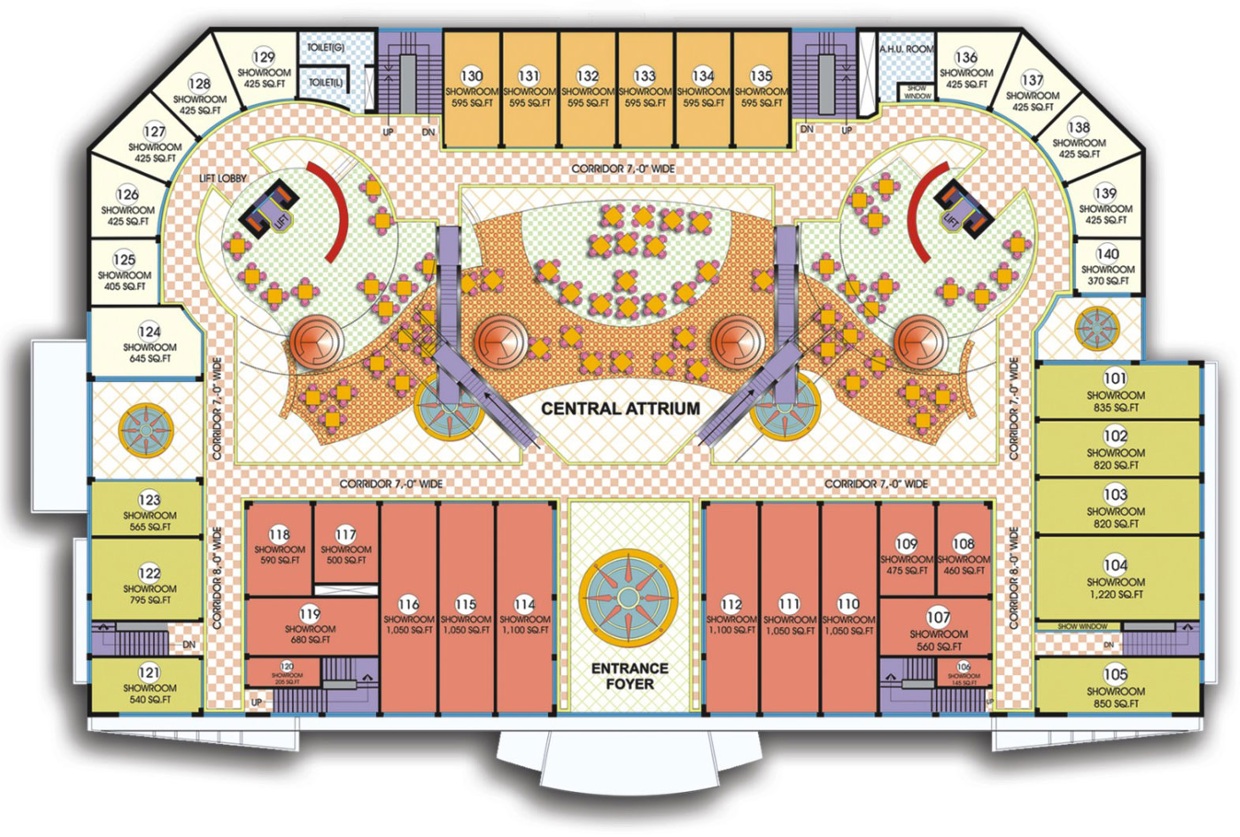 129
SHOWROOM
425 SQ.FT
TOILET(G)
TOILET(L)
128
SHOWROOM
425 SQ.FT
127
SHOWROOM
425 SQ.FT
126
SHOWROOM
425 SQ.FT
125
SHOWROOM
405 SQ.FT
124
SHOWROOM
645 SQ.FT
UP
DN
130
SHOWROOM
595 SQ.FT
131
SHOWROOM
595 SQ.FT
132
SHOWROOM
595 SQ.FT
133
SHOWROOM
595 SQ.FT
134
SHOWROOM
595 SQ.FT
135
SHOWROOM
595 SQ.FT
DN
UP
A.H.U. ROOM
SHOW
WINDOW
136
SHOWROOM
425 SQ.FT
137
SHOWROOM
425 SQ.FT
138
SHOWROOM
425 SQ.FT
139
SHOWROOM
425 SQ.FT
140
SHOWROOM
370 SQ.FT
CORRIDOR 7,-0" WIDE
LIFT LOBBY
LIFT
LIFT
CENTRAL ATTRIUM
CORRIDOR 7,-0" WIDE
CORRIDOR 7,-0" WIDE
CORRIDOR 7,-0" WIDE
CORRIDOR 7,-0" WIDE
CORRIDOR 8,-0" WIDE
CORRIDOR 8,-0" WIDE
123
SHOWROOM
565 SQ.FT
122
SHOWROOM
795 SQ.FT
DN
121
SHOWROOM
540 SQ.FT
118
SHOWROOM
590 SQ.FT
117
SHOWROOM
500 SQ.FT
119
SHOWROOM
680 SQ.FT
120
SHOWROOM
205 SQ.FT
UP
116
SHOWROOM
1,050 SQ.FT
115
SHOWROOM
1,050 SQ.FT
114
SHOWROOM
1,100 SQ.FT
ENTRANCE
FOYER
112
SHOWROOM
1,100 SQ.FT
111
SHOWROOM
1,050 SQ.FT
110
SHOWROOM
1,050 SQ.FT
109
SHOWROOM
475 SQ.FT
108
SHOWROOM
460 SQ.FT
107
SHOWROOM
560 SQ.FT
106
SHOWROOM
145 SQ.FT
UP
101
SHOWROOM
835 SQ.FT
102
SHOWROOM
820 SQ.FT
103
SHOWROOM
820 SQ.FT
104
SHOWROOM
1,220 SQ.FT
SHOW WINDOW
DN
105
SHOWROOM
850 SQ.FT